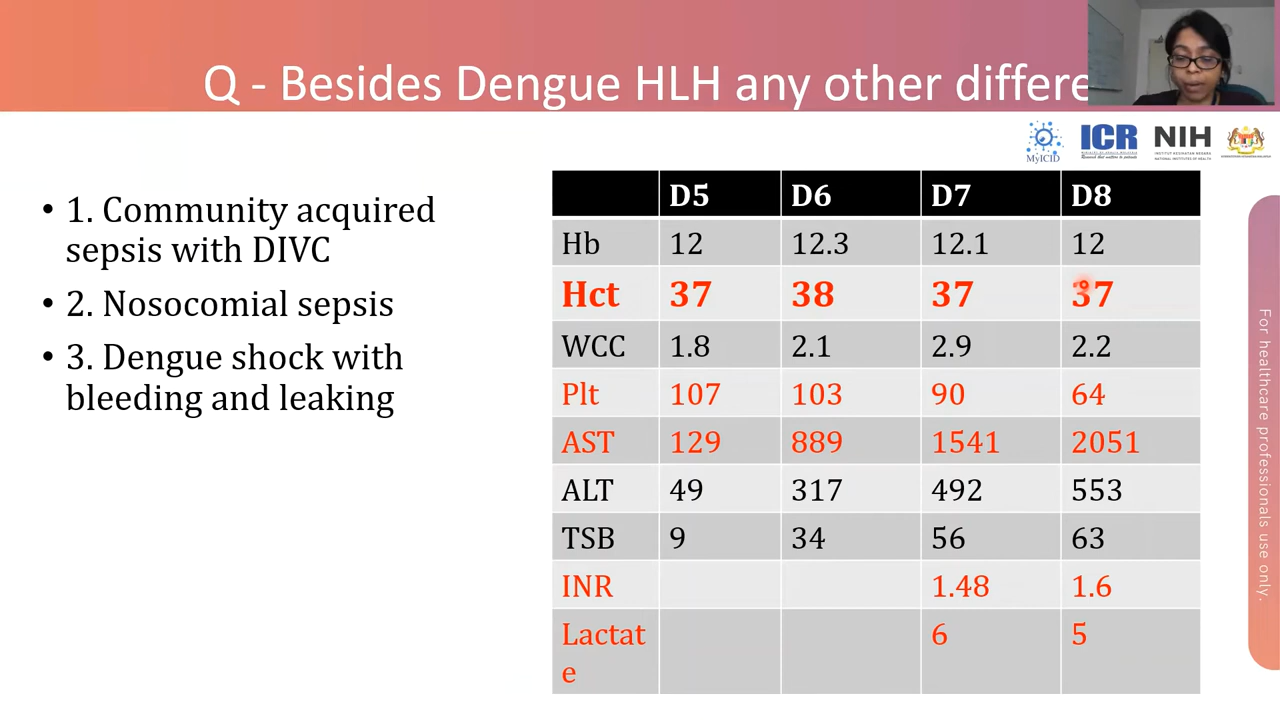 Q - Besides Dengue HLH any other differe
MyICID
ICR
NIH
• 1. Community acquired
sepsis with DIVC
• 2. Nosocomial sepsis
• 3. Dengue shock with
bleeding and leaking
D5 D6 D7 D8
Hb 12 12.3 12.1 12
Hct 37 38 37 37
WCC 1.8 2.1 2.9 2.2
Plt 107 103 90 64
AST 129 889 1541 2051
ALT 49 317 492 553
TSB 9 34 56 63
INR 1.48 1.6
Lactat 6 5
e
For healthcare professionals use only.